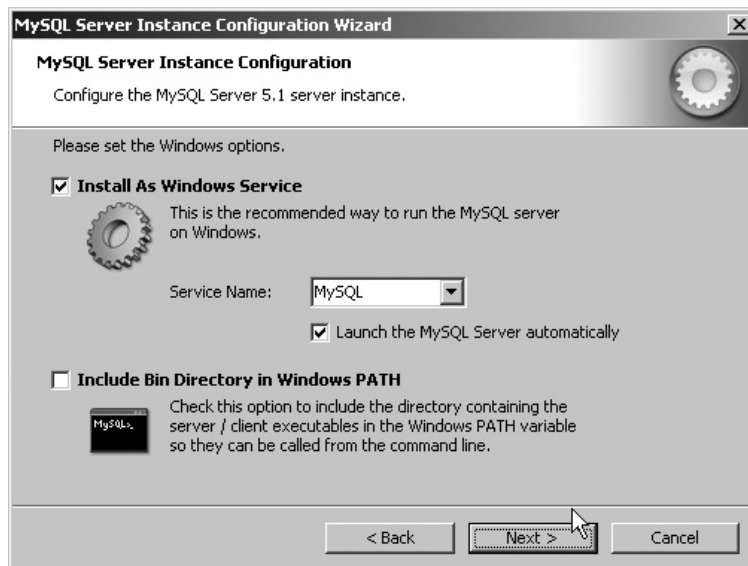 MySQL Server Instance Configuration Wizard
MySQL Server Instance Configuration
Configure the MySQL Server 5.1 server instance.
Please set the Windows options.
Install As Windows Service
This is the recommended way to run the MySQL server
on Windows.
Service Name:
MySQL
Launch the MySQL Server automatically
Include Bin Directory in Windows PATH
MySQL>_
Check this option to include the directory containing the
server / client executables in the Windows PATH variable
so they can be called from the command line.
< Back
Next >
Cancel